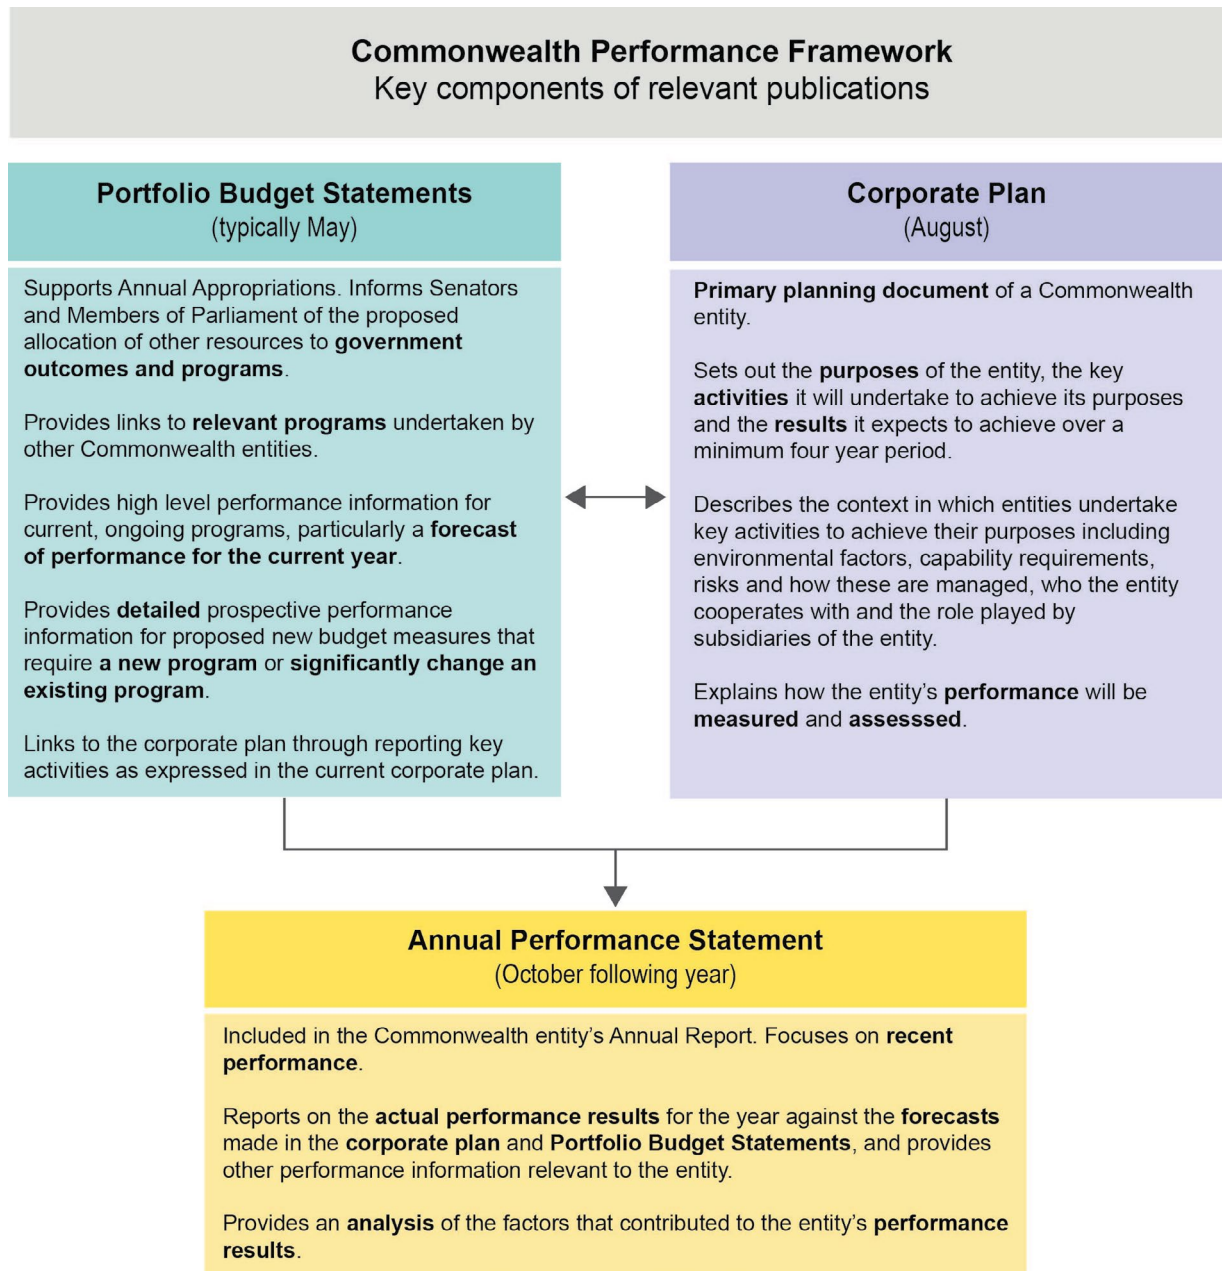 Commonwealth Performance Framework
Key components of relevant publications
Portfolio Budget Statements
(typically May)
Supports Annual Appropriations. Informs Senators
and Members of Parliament of the proposed
allocation of other resources to government
outcomes and programs.
Provides links to relevant programs undertaken by
other Commonwealth entities.
Provides high level performance information for
current, ongoing programs, particularly a forecast
of performance for the current year.
Provides detailed prospective performance
information for proposed new budget measures that
require a new program or significantly change an
existing program.
Links to the corporate plan through reporting key
activities as expressed in the current corporate plan.
Corporate Plan
(August)
Primary planning document of a Commonwealth
entity.
Sets out the purposes of the entity, the key
activities it will undertake to achieve its purposes
and the results it expects to achieve over a
minimum four year period.
Describes the context in which entities undertake
key activities to achieve their purposes including
environmental factors, capability requirements,
risks and how these are managed, who the entity
cooperates with and the role played by
subsidiaries of the entity.
Explains how the entity's performance will be
measured and assesssed.
Annual Performance Statement
(October following year)
Included in the Commonwealth entity's Annual Report. Focuses on recent
performance.
Reports on the actual performance results for the year against the forecasts
made in the corporate plan and Portfolio Budget Statements, and provides
other performance information relevant to the entity.
Provides an analysis of the factors that contributed to the entity's performance
results.